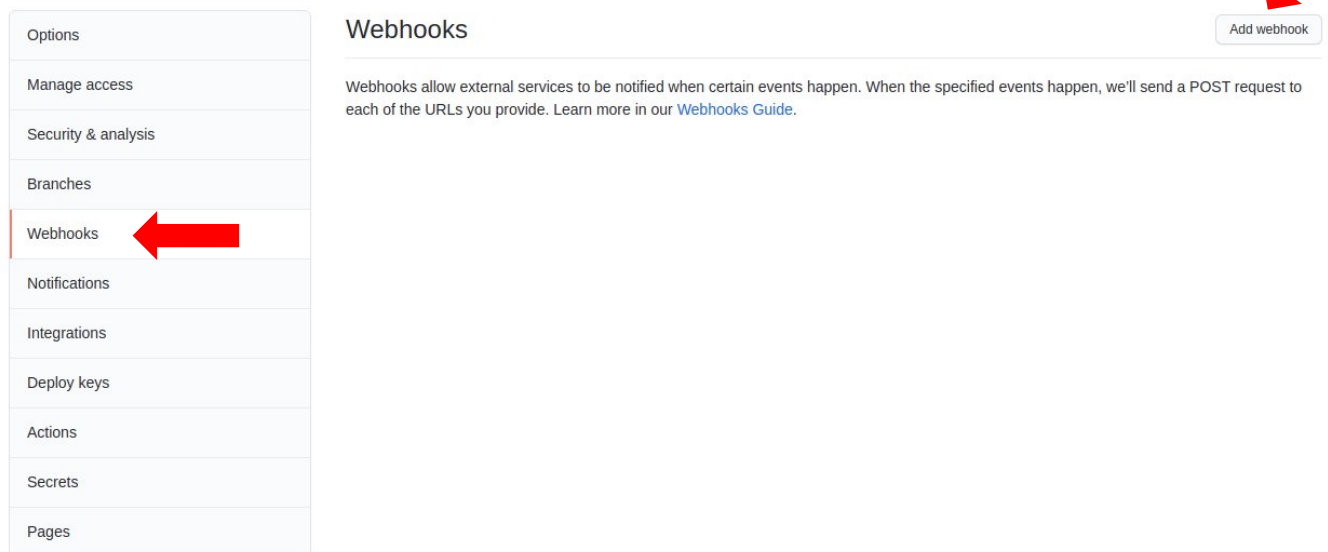 Options
Manage access
Security & analysis
Branches
Webhooks
Notifications
Integrations
Deploy keys
Actions
Secrets
Pages
Webhooks
Add webhook
Webhooks allow external services to be notified when certain events happen. When the specified events happen, we'll send a POST request to
each of the URLs you provide. Learn more in our Webhooks Guide.